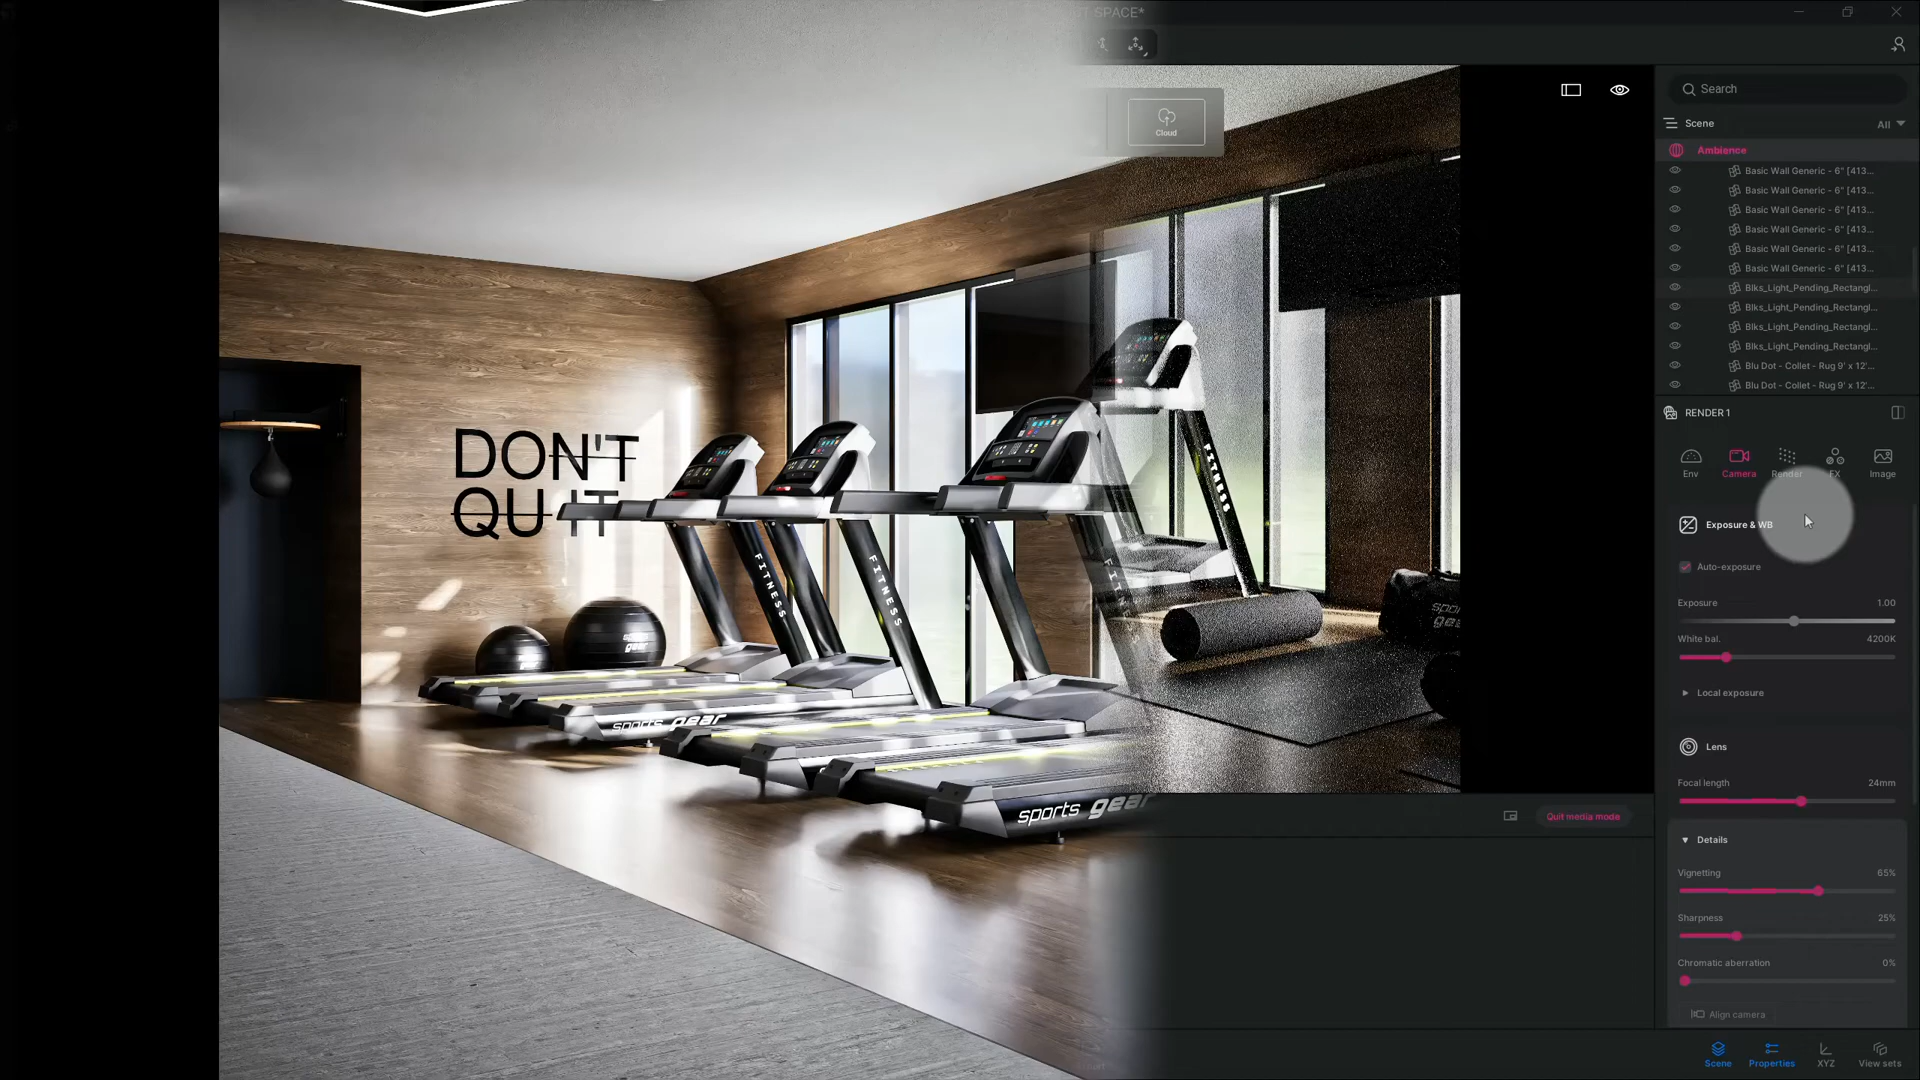 SPACE*
Cloud
Search
Scene
All
Ambience
Basic Wall Generic - 6" [413...
Basic Wall Generic - 6" [413...
Basic Wall Generic - 6" [413...
Basic Wall Generic - 6" [413...
Basic Wall Generic - 6" [413...
Basic Wall Generic - 6" [413...
Blks_Light_Pending_Rectangl...
Blks_Light_Pending_Rectangl...
Blks_Light_Pending_Rectangl...
Blks_Light_Pending_Rectangl...
Blu Dot - Collet - Rug 9' x 12'...
Blu Dot - Collet - Rug 9' x 12'...
RENDER 1
Env
Camera
Render
FX
Image
Exposure & WB
Auto-exposure
Exposure 1.00
White bal. 4200K
Local exposure
Lens
Focal length 24mm
Details
Vignetting 65%
Sharpness 25%
Chromatic aberration 0%
Align camera
Quit media mode
Scene
Properties
XYZ
View sets
DON'T
QUIT
FITNESS
FITNESS
FITNESS
FITNESS
sports gear
sports gear
sports gear